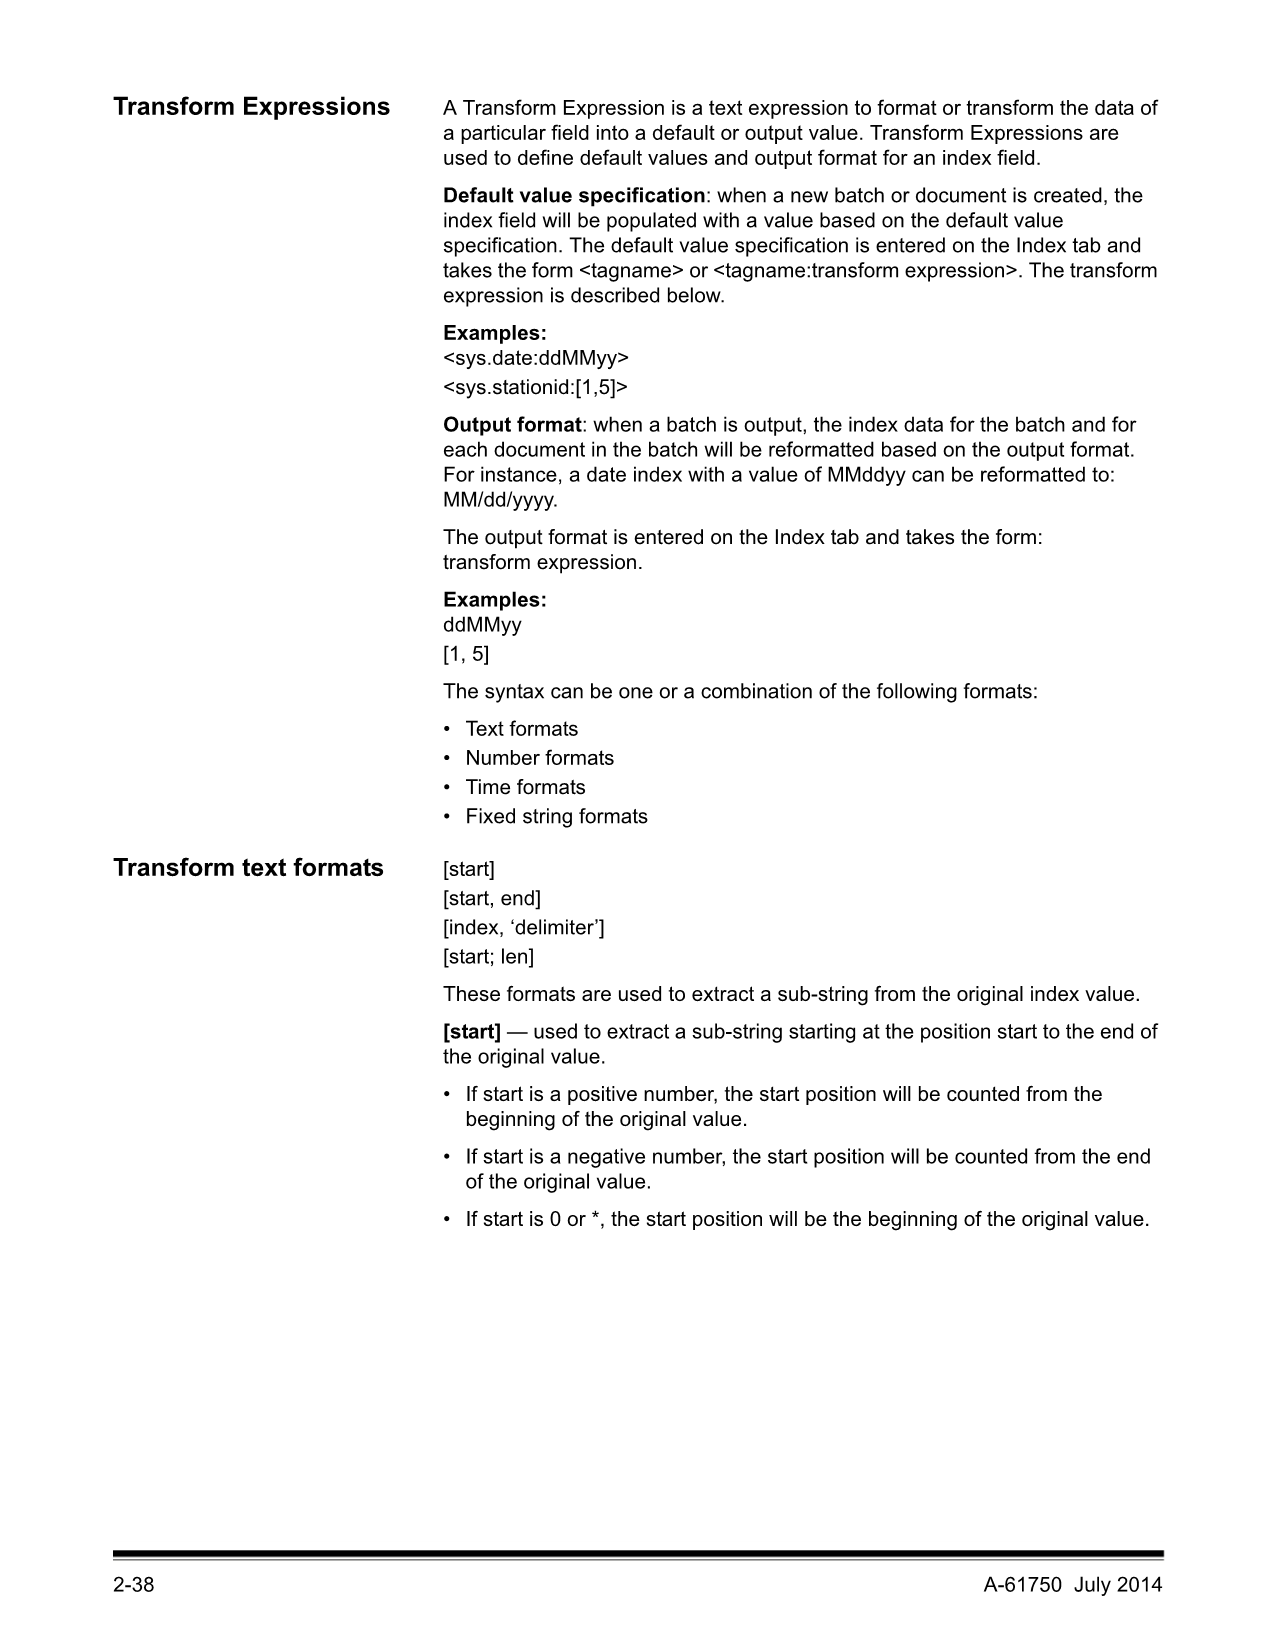 Transform Expressions
A Transform Expression is a text expression to format or transform the data of
a particular field into a default or output value. Transform Expressions are
used to define default values and output format for an index field.
Default value specification: when a new batch or document is created, the
index field will be populated with a value based on the default value
specification. The default value specification is entered on the Index tab and
takes the form <tagname> or <tagname:transform expression>. The transform
expression is described below.
Examples:
<sys.date:ddMMyy>
<sys.stationid:[1,5]>
Output format: when a batch is output, the index data for the batch and for
each document in the batch will be reformatted based on the output format.
For instance, a date index with a value of MMddyy can be reformatted to:
MM/dd/yyyy.
The output format is entered on the Index tab and takes the form:
transform expression.
Examples:
ddMMyy
[1, 5]
The syntax can be one or a combination of the following formats:
• Text formats
• Number formats
• Time formats
• Fixed string formats
Transform text formats
[start]
[start, end]
[index, ‘delimiter’]
[start; len]
These formats are used to extract a sub-string from the original index value.
[start] — used to extract a sub-string starting at the position start to the end of
the original value.
• If start is a positive number, the start position will be counted from the
beginning of the original value.
• If start is a negative number, the start position will be counted from the end
of the original value.
• If start is 0 or *, the start position will be the beginning of the original value.
2-38
A-61750 July 2014